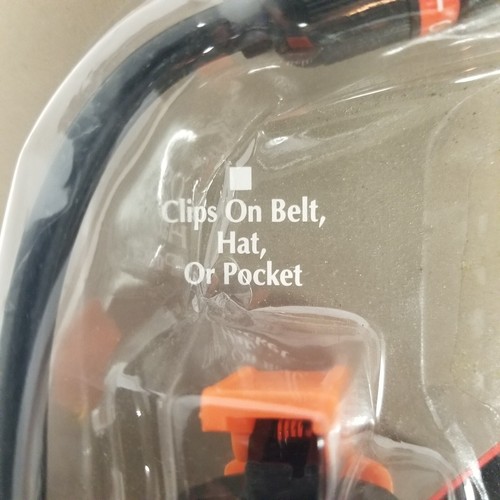 Clips On Belt,
Hat,
Or Pocket